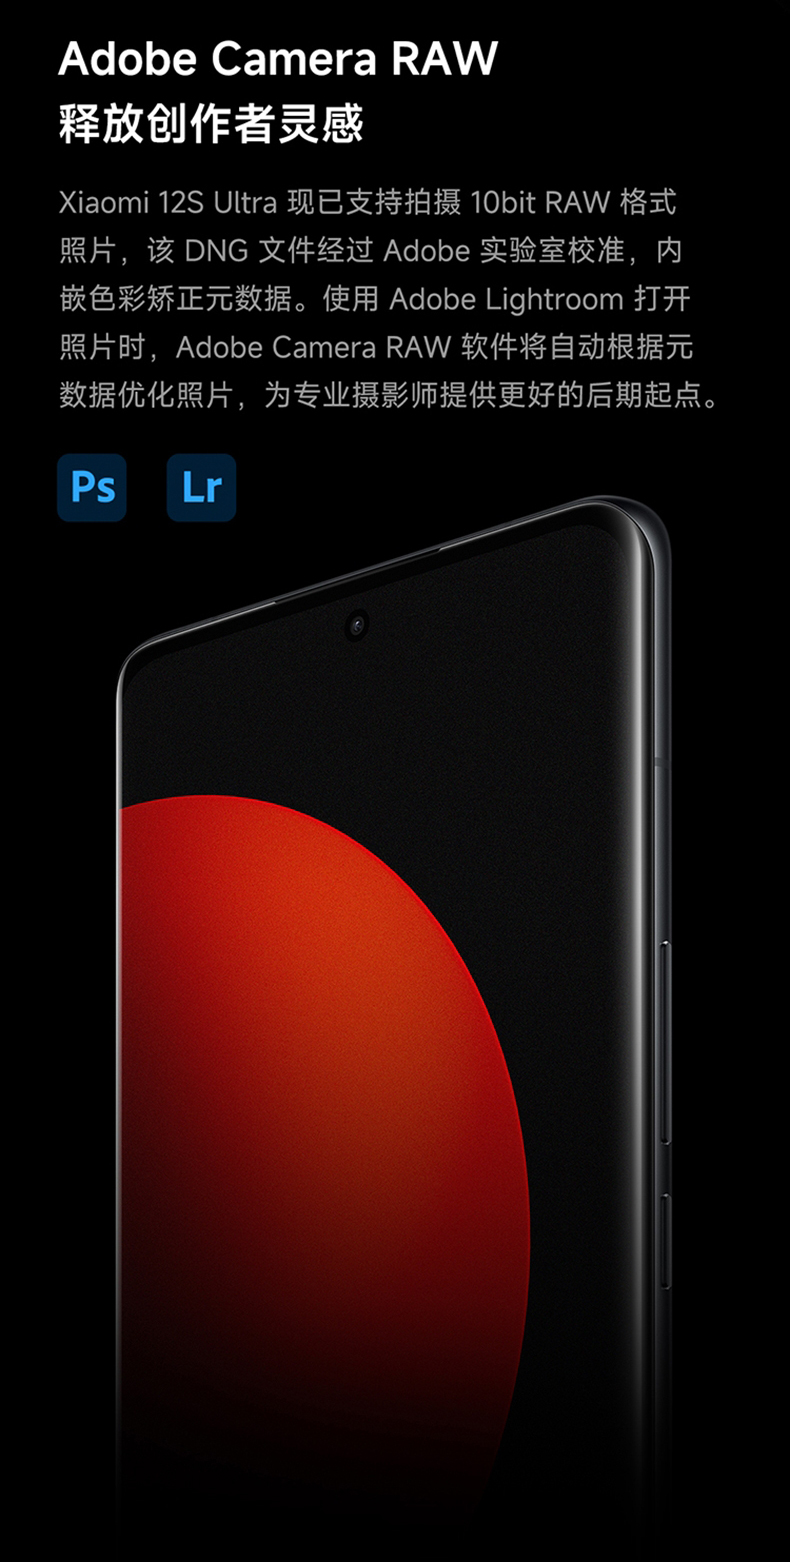 Adobe Camera RAW
释放创作者灵感
Xiaomi 12S Ultra 现已支持拍摄 10bit RAW 格式
照片，该 DNG 文件经过 Adobe 实验室校准，内
嵌色彩矫正元数据。使用 Adobe Lightroom 打开
照片时，Adobe Camera RAW 软件将自动根据元
数据优化照片，为专业摄影师提供更好的后期起点。
Ps Lr